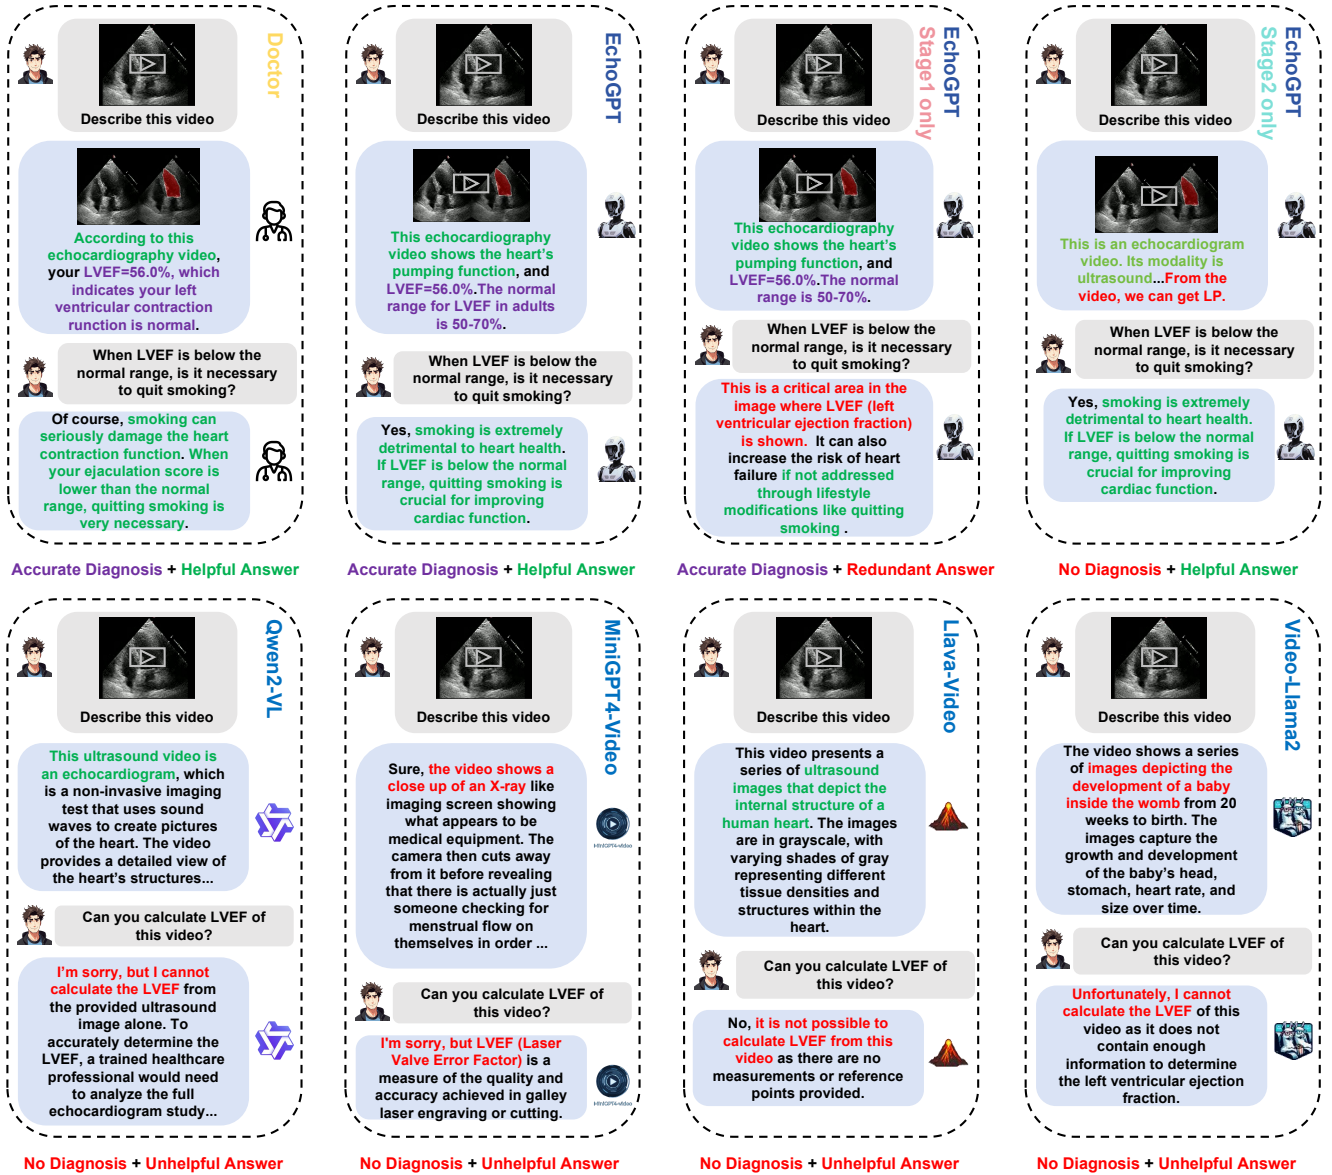 Doctor
Describe this video
According to this
echocardiography video,
your LVEF=56.0%, which
indicates your left
ventricular contraction
runction is normal.
When LVEF is below the
normal range, is it necessary
to quit smoking?
Of course, smoking can
seriously damage the heart
contraction function. When
your ejaculation score is
lower than the normal
range, quitting smoking is
very necessary.
Accurate Diagnosis + Helpful Answer
EchoGPT
Describe this video
This echocardiography
video shows the heart's
pumping function, and
LVEF=56.0%.The normal
range for LVEF in adults
is 50-70%.
When LVEF is below the
normal range, is it necessary
to quit smoking?
Yes, smoking is extremely
detrimental to heart health.
If LVEF is below the normal
range, quitting smoking is
crucial for improving
cardiac function.
Accurate Diagnosis + Helpful Answer
EchoGPT
Stage1 only
Describe this video
This echocardiography
video shows the heart's
pumping function, and
LVEF=56.0%.The normal
range is 50-70%.
When LVEF is below the
normal range, is it necessary
to quit smoking?
This is a critical area in the
image where LVEF (left
ventricular ejection fraction)
is shown. It can also
increase the risk of heart
failure if not addressed
through lifestyle
modifications like quitting
smoking .
Accurate Diagnosis + Redundant Answer
EchoGPT
Stage2 only
Describe this video
This is an echocardiogram
video. Its modality is
ultrasound...From the
video, we can get LP.
When LVEF is below the
normal range, is it necessary
to quit smoking?
Yes, smoking is extremely
detrimental to heart health.
If LVEF is below the normal
range, quitting smoking is
crucial for improving
cardiac function.
No Diagnosis + Helpful Answer
Qwen2-VL
Describe this video
This ultrasound video is
an echocardiogram, which
is a non-invasive imaging
test that uses sound
waves to create pictures
of the heart. The video
provides a detailed view of
the heart's structures...
Can you calculate LVEF of
this video?
I'm sorry, but I cannot
calculate the LVEF from
the provided ultrasound
image alone. To
accurately determine the
LVEF, a trained healthcare
professional would need
to analyze the full
echocardiogram study...
No Diagnosis + Unhelpful Answer
MiniGPT4-Video
Describe this video
Sure, the video shows a
close up of an X-ray like
imaging screen showing
what appears to be
medical equipment. The
camera then cuts away
from it before revealing
that there is actually just
someone checking for
menstrual flow on
themselves in order ...
MiniGPT4-video
Can you calculate LVEF of
this video?
I'm sorry, but LVEF (Laser
Valve Error Factor) is a
measure of the quality and
accuracy achieved in galley
laser engraving or cutting.
MiniGPT4-video
No Diagnosis + Unhelpful Answer
Llava-Video
Describe this video
This video presents a
series of ultrasound
images that depict the
internal structure of a
human heart. The images
are in grayscale, with
varying shades of gray
representing different
tissue densities and
structures within the
heart.
Can you calculate LVEF of
this video?
No, it is not possible to
calculate LVEF from this
video as there are no
measurements or reference
points provided.
No Diagnosis + Unhelpful Answer
Video-Llama2
Describe this video
The video shows a series
of images depicting the
development of a baby
inside the womb from 20
weeks to birth. The
images capture the
growth and development
of the baby's head,
stomach, heart rate, and
size over time.
Can you calculate LVEF of
this video?
Unfortunately, I cannot
calculate the LVEF of this
video as it does not
contain enough
information to determine
the left ventricular ejection
fraction.
No Diagnosis + Unhelpful Answer